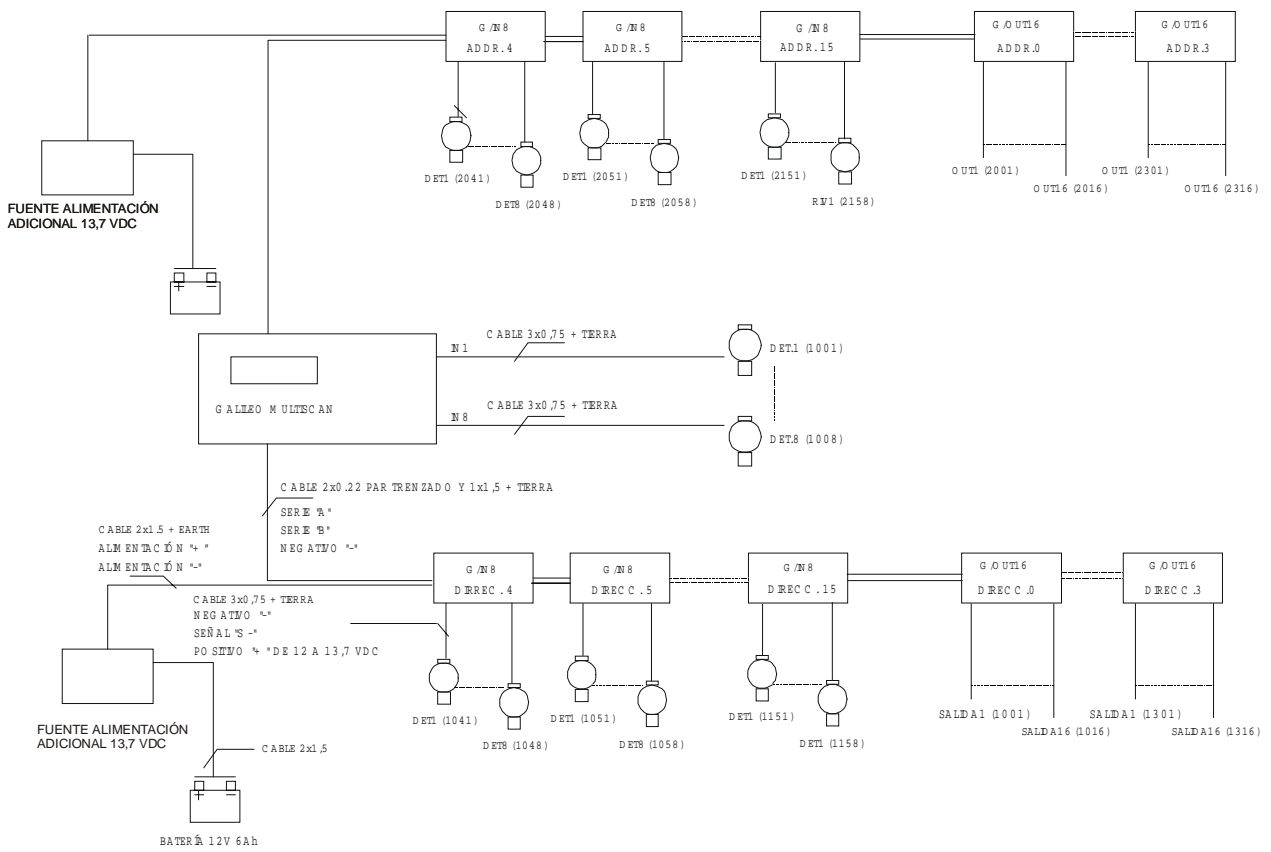 G/IN8
ADDR.4
G/IN8
ADDR.5
G/IN8
ADDR.15
G/OUT16
ADDR.0
G/OUT16
ADDR.3
DET1 (2041)
DET8 (2048)
DET1 (2051)
DET8 (2058)
DET1 (2151)
RIV1 (2158)
OUT1 (2001)
OUT16 (2016)
OUT1 (2301)
OUT16 (2316)
FUENTE ALIMENTACIÓN
ADICIONAL 13,7 VDC
+ -
GALILEO MULTISCAN
IN1
CABLE 3x0,75 + TIERRA
DET.1 (1001)
IN8
CABLE 3x0,75 + TIERRA
DET.8 (1008)
CABLE 2x0.22 PAR TRENZADO Y 1x1,5 + TIERRA
SERIE "A"
SERIE "B"
NEGATIVO "-"
CABLE 2x1.5 + EARTH
ALIMENTACIÓN "+"
ALIMENTACIÓN "-"
CABLE 3x0,75 + TIERRA
NEGATIVO "-"
SEÑAL "S-"
POSITIVO "+" DE 12 A 13,7 VDC
G/IN8
DIRREC.4
G/IN8
DIRECC.5
G/IN8
DIRECC.15
G/OUT16
DIRECC.0
G/OUT16
DIRECC.3
DET1 (1041)
DET8 (1048)
DET1 (1051)
DET8 (1058)
DET1 (1151)
DET1 (1158)
SALIDA1 (1001)
SALIDA16 (1016)
SALIDA1 (1301)
SALIDA16 (1316)
FUENTE ALIMENTACIÓN
ADICIONAL 13,7 VDC
CABLE 2x1,5
+ -
BATERÍA 12V 6Ah